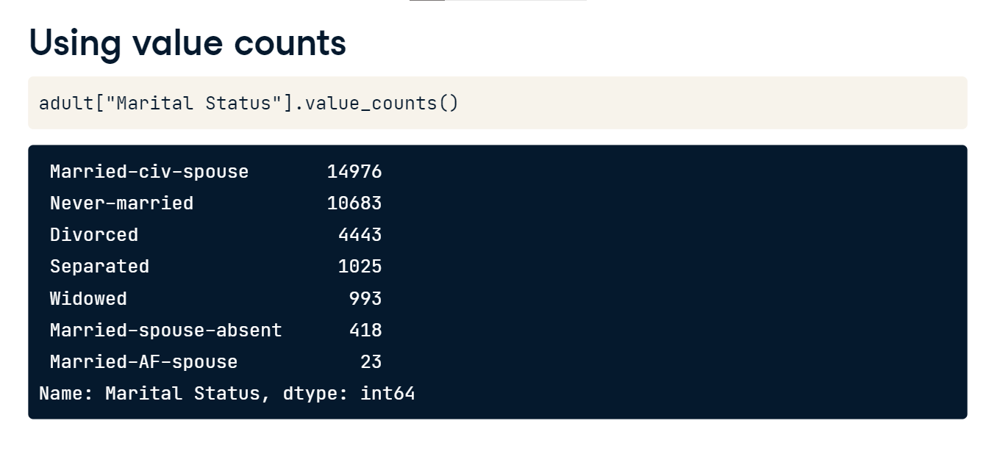 Using value counts
adult["Marital Status"].value_counts()
Married-civ-spouse 14976
Never-married 10683
Divorced 4443
Separated 1025
Widowed 993
Married-spouse-absent 418
Married-AF-spouse 23
Name: Marital Status, dtype: int64